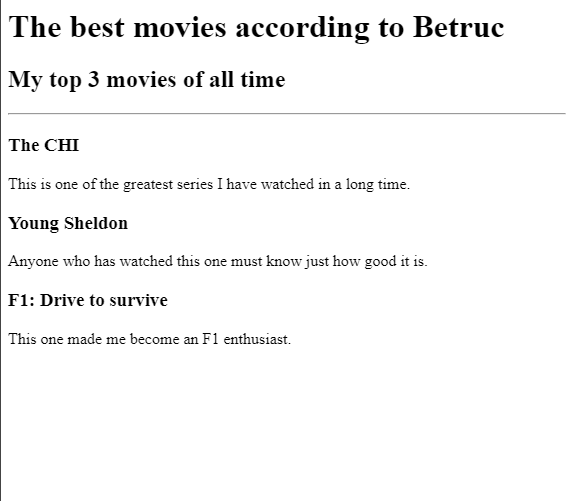 The best movies according to Betruc
My top 3 movies of all time
The CHI
This is one of the greatest series I have watched in a long time.
Young Sheldon
Anyone who has watched this one must know just how good it is.
F1: Drive to survive
This one made me become an F1 enthusiast.